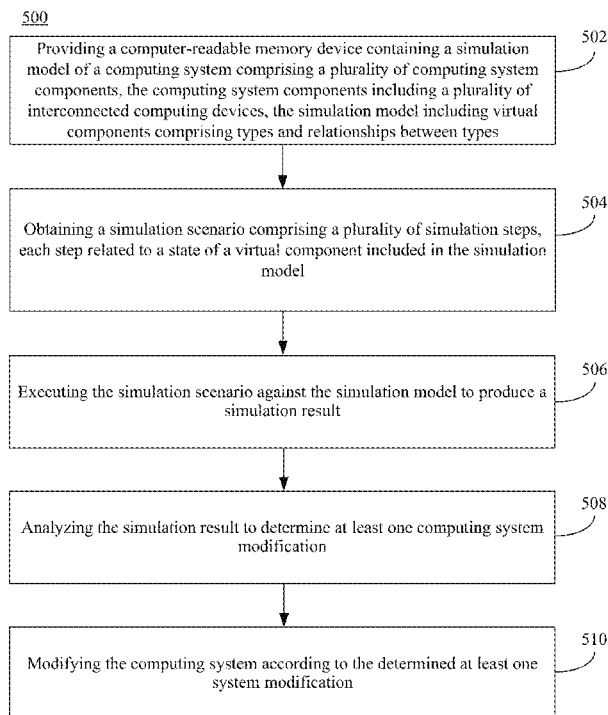 500
502
Providing a computer-readable memory device containing a simulation
model of a computing system comprising a plurality of computing system
components, the computing system components including a plurality of
interconnected computing devices, the simulation model including virtual
components comprising types and relationships between types
504
Obtaining a simulation scenario comprising a plurality of simulation steps,
each step related to a state of a virtual component included in the simulation
model
506
Executing the simulation scenario against the simulation model to produce a
simulation result
508
Analyzing the simulation result to determine at least one computing system
modification
510
Modifying the computing system according to the determined at least one
system modification